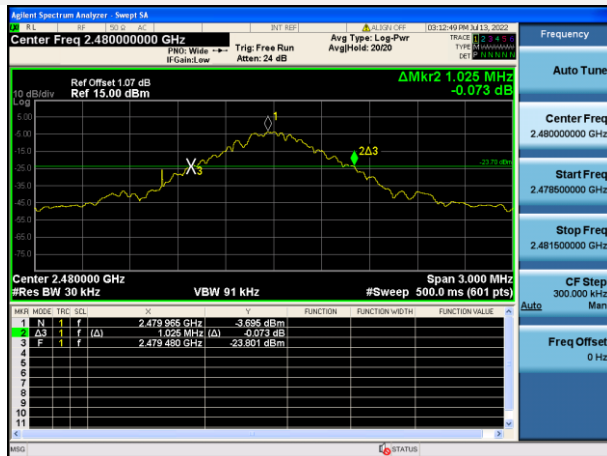 Agilent Spectrum Analyzer - Swept SA
RL RF 50 Ω AC INT REF ALIGN OFF 03:12:49 PM Jul 13, 2022
Center Freq 2.480000000 GHz
PNO: Wide
IFGain:Low
Trig: Free Run
Atten: 24 dB
Avg Type: Log-Pwr
Avg|Hold: 20/20
TRACE 1 2 3 4 5 6
TYPE M
DET P N N N N N
Frequency
Auto Tune
Center Freq
2.480000000 GHz
Start Freq
2.478500000 GHz
Stop Freq
2.481500000 GHz
CF Step
300.000 kHz
Auto Man
Freq Offset
0 Hz
Ref Offset 1.07 dB
10 dB/div Ref 15.00 dBm
Log
ΔMkr2 1.025 MHz
-0.073 dB
5.00
-5.00
-15.0
-25.0
-35.0
-45.0
-55.0
-65.0
-75.0
1
2Δ3
3
Center 2.480000 GHz
#Res BW 30 kHz
VBW 91 kHz
Span 3.000 MHz
#Sweep 500.0 ms (601 pts)
MKR MODE TRC SCL X Y FUNCTION FUNCTION WIDTH FUNCTION VALUE
1 N 1 f 2.479 965 GHz -3.695 dBm
2 Δ3 1 f (Δ) 1.025 MHz (Δ) -0.073 dB
3 F 1 f 2.479 480 GHz -23.801 dBm
4
5
6
7
8
9
10
11
MSG
STATUS